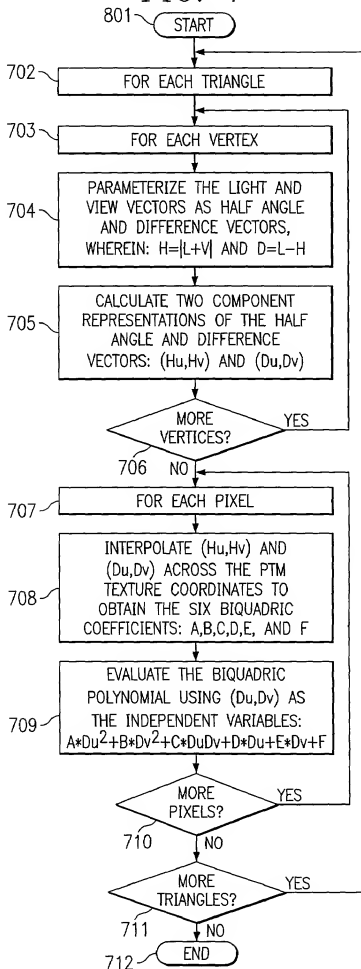 801
START
702
FOR EACH TRIANGLE
703
FOR EACH VERTEX
704
PARAMETERIZE THE LIGHT AND
VIEW VECTORS AS HALF ANGLE
AND DIFFERENCE VECTORS,
WHEREIN: H=|L+V| AND D=L-H
705
CALCULATE TWO COMPONENT
REPRESENTATIONS OF THE HALF
ANGLE AND DIFFERENCE
VECTORS: (Hu,Hv) AND (Du,Dv)
MORE
VERTICES?
YES
706
NO
707
FOR EACH PIXEL
708
INTERPOLATE (Hu,Hv) AND
(Du,Dv) ACROSS THE PTM
TEXTURE COORDINATES TO
OBTAIN THE SIX BIQUADRIC
COEFFICIENTS: A,B,C,D,E, AND F
709
EVALUATE THE BIQUADRIC
POLYNOMIAL USING (Du,Dv) AS
THE INDEPENDENT VARIABLES:
A*Du²+B*Dv²+C*DuDv+D*Du+E*Dv+F
MORE
PIXELS?
YES
710
NO
MORE
TRIANGLES?
YES
711
NO
712
END